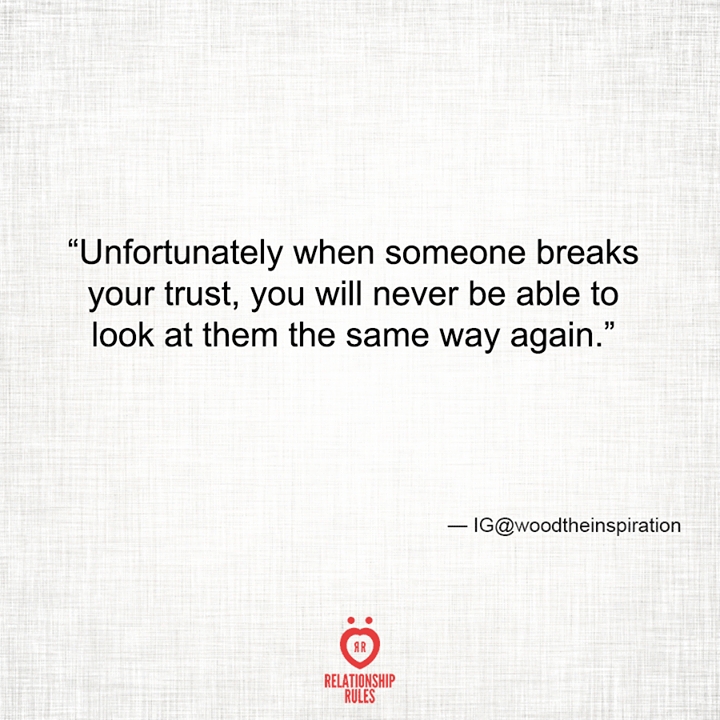 “Unfortunately when someone breaks
your trust, you will never be able to
look at them the same way again.”
— IG@woodtheinspiration
RR
RELATIONSHIP
RULES